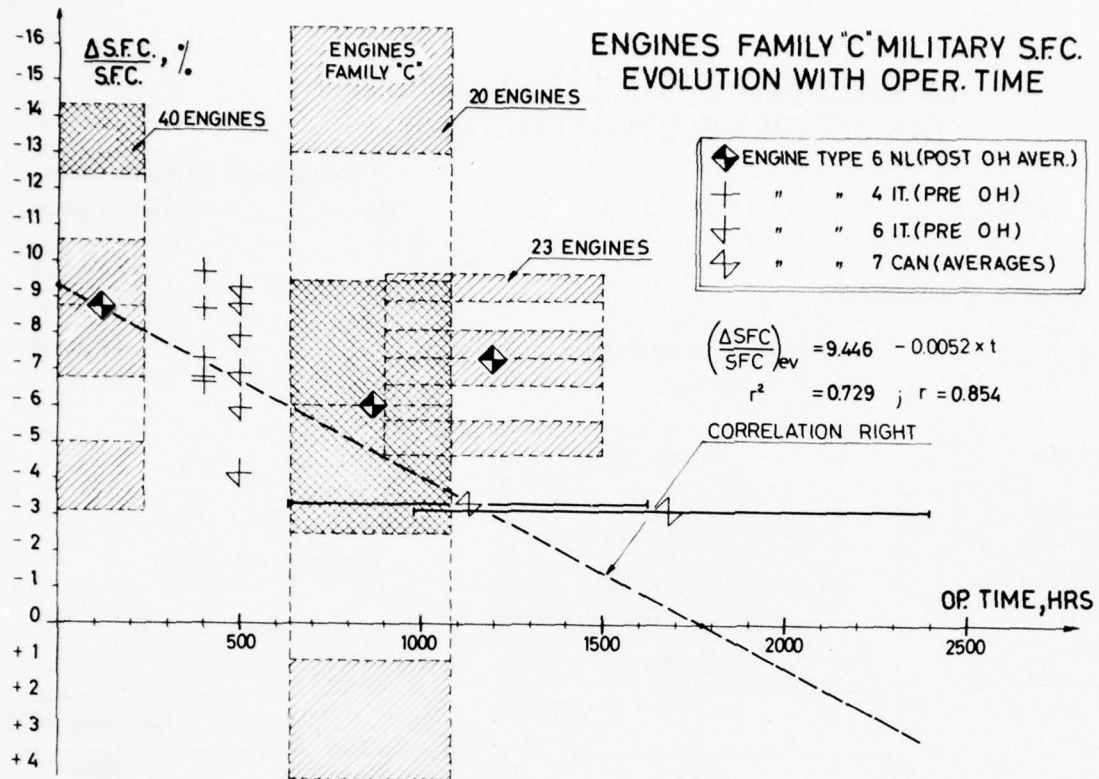 ENGINES FAMILY "C" MILITARY S.F.C.
EVOLUTION WITH OPER. TIME
ΔS.F.C., %
S.F.C.
ENGINES
FAMILY "C"
40 ENGINES
20 ENGINES
23 ENGINES
ENGINE TYPE 6 NL (POST OH AVER.)
" " 4 IT. (PRE OH)
" " 6 IT. (PRE OH)
" " 7 CAN (AVERAGES)
(ΔSFC/SFC)ev = 9.446 - 0.0052 × t
r² = 0.729 ; r = 0.854
CORRELATION RIGHT
OP. TIME, HRS
-16
-15
-14
-13
-12
-11
-10
-9
-8
-7
-6
-5
-4
-3
-2
-1
0
+1
+2
+3
+4
500
1000
1500
2000
2500